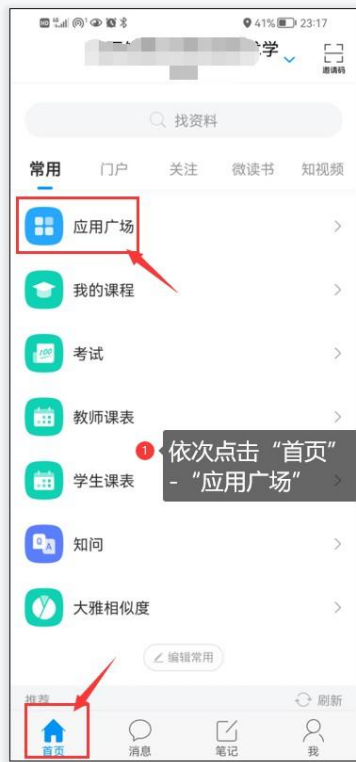 41% 23:17
学
邀请码
找资料
常用 门户 关注 微读书 知视频
应用广场
我的课程
100
考试
教师课表
1 依次点击“首页”
-“应用广场”
学生课表
Q A 知问
大雅相似度
编辑常用
推荐 刷新
首页 消息 笔记 我